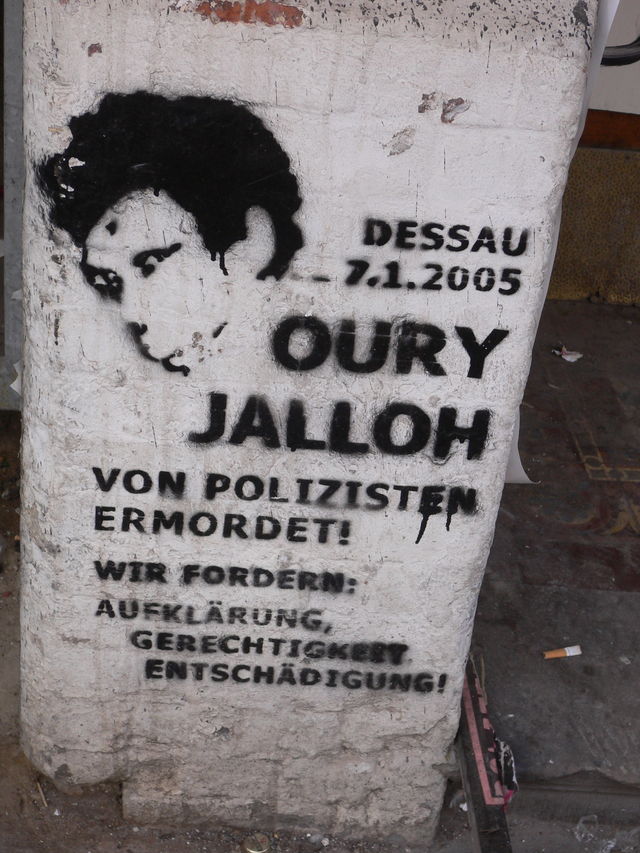 DESSAU
7.1.2005
OURY
JALLOH
VON POLIZISTEN
ERMORDET!
WIR FORDERN:
AUFKLÄRUNG,
GERECHTIGKEIT
ENTSCHÄDIGUNG!